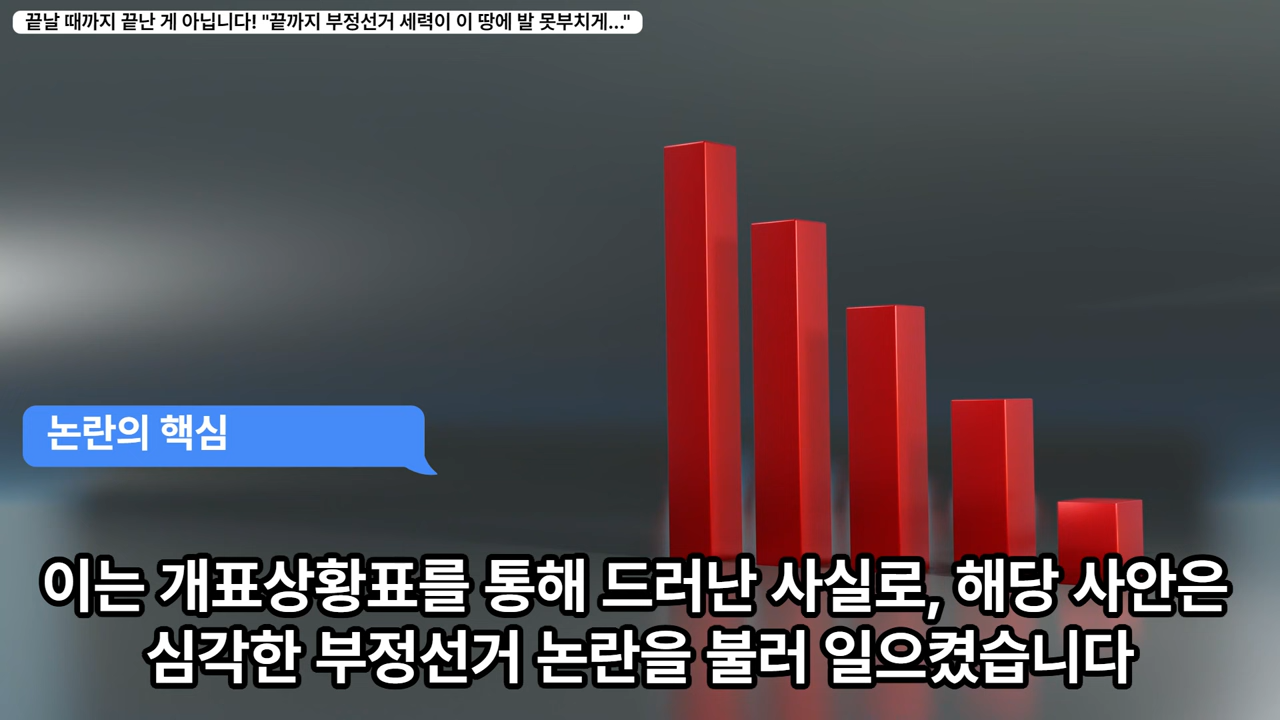 끝날 때까지 끝난 게 아닙니다! "끝까지 부정선거 세력이 이 땅에 발 못부치게..."
논란의 핵심
이는 개표상황표를 통해 드러난 사실로, 해당 사안은
심각한 부정선거 논란을 불러 일으켰습니다